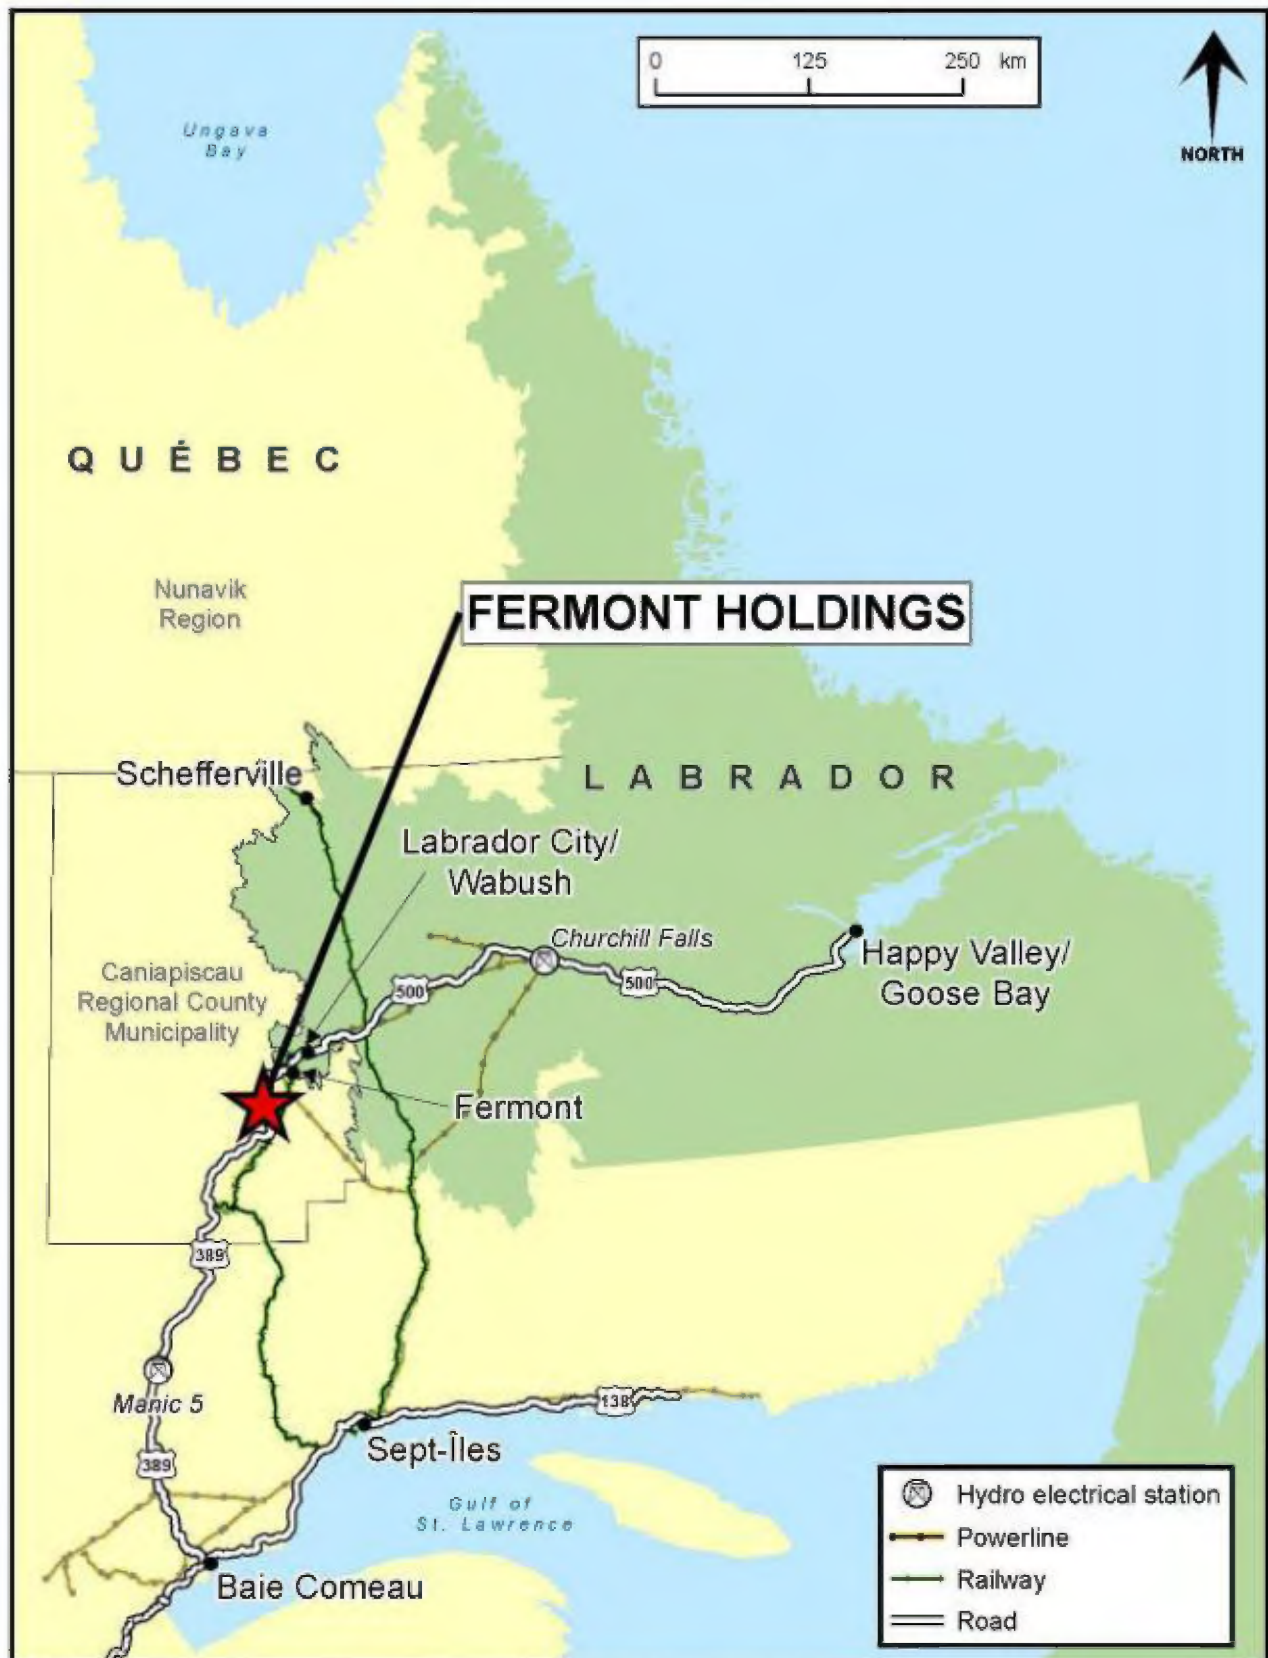 0 125 250 km
NORTH
Ungava
Bay
QUÉBEC
Nunavik
Region
FERMONT HOLDINGS
Schefferville
LABRADOR
Labrador City/
Wabush
Churchill Falls
Happy Valley/
Goose Bay
500
500
Caniapiscau
Regional County
Municipality
Fermont
389
Manic 5
138
389
Sept-Îles
Gulf of
St. Lawrence
Baie Comeau
Hydro electrical station
Powerline
Railway
Road